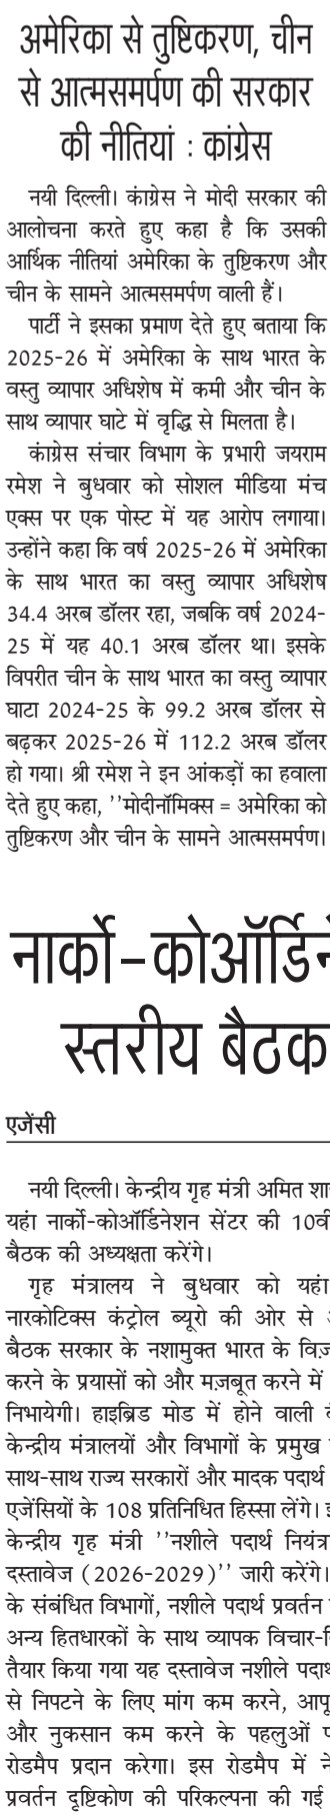 अमेरिका से तुष्टिकरण, चीन
से आत्मसमर्पण की सरकार
की नीतियां : कांग्रेस
नयी दिल्ली। कांग्रेस ने मोदी सरकार की
आलोचना करते हुए कहा है कि उसकी
आर्थिक नीतियां अमेरिका के तुष्टिकरण और
चीन के सामने आत्मसमर्पण वाली हैं।
पार्टी ने इसका प्रमाण देते हुए बताया कि
2025-26 में अमेरिका के साथ भारत के
वस्तु व्यापार अधिशेष में कमी और चीन के
साथ व्यापार घाटे में वृद्धि से मिलता है।
कांग्रेस संचार विभाग के प्रभारी जयराम
रमेश ने बुधवार को सोशल मीडिया मंच
एक्स पर एक पोस्ट में यह आरोप लगाया।
उन्होंने कहा कि वर्ष 2025-26 में अमेरिका
के साथ भारत का वस्तु व्यापार अधिशेष
34.4 अरब डॉलर रहा, जबकि वर्ष 2024-
25 में यह 40.1 अरब डॉलर था। इसके
विपरीत चीन के साथ भारत का वस्तु व्यापार
घाटा 2024-25 के 99.2 अरब डॉलर से
बढ़कर 2025-26 में 112.2 अरब डॉलर
हो गया। श्री रमेश ने इन आंकड़ों का हवाला
देते हुए कहा, ''मोदीनॉमिक्स = अमेरिका को
तुष्टिकरण और चीन के सामने आत्मसमर्पण।
नार्को-कोऑर्डिने
स्तरीय बैठक
एजेंसी
नयी दिल्ली। केन्द्रीय गृह मंत्री अमित
यहां नार्को-कोऑर्डिनेशन सेंटर की 10वीं
बैठक की अध्यक्षता करेंगे।
गृह मंत्रालय ने बुधवार को यहां
नारकोटिक्स कंट्रोल ब्यूरो की ओर से
बैठक सरकार के नशामुक्त भारत के
करने के प्रयासों को और मज़बूत करने में
निभायेगी। हाइब्रिड मोड में होने वाली
केन्द्रीय मंत्रालयों और विभागों के प्रमुख
साथ-साथ राज्य सरकारों और मादक पदार्थ
एजेंसियों के 108 प्रतिनिधित हिस्सा लेंगे।
केन्द्रीय गृह मंत्री ''नशीले पदार्थ
दस्तावेज (2026-2029)'' जारी करेंगे।
के संबंधित विभागों, नशीले पदार्थ प्रवर्तन
अन्य हितधारकों के साथ व्यापक
तैयार किया गया यह दस्तावेज नशीले
से निपटने के लिए मांग कम करने,
और नुकसान कम करने के पहलुओं
रोडमैप प्रदान करेगा। इस रोडमैप में
प्रवर्तन दृष्टिकोण की परिकल्पना की गई